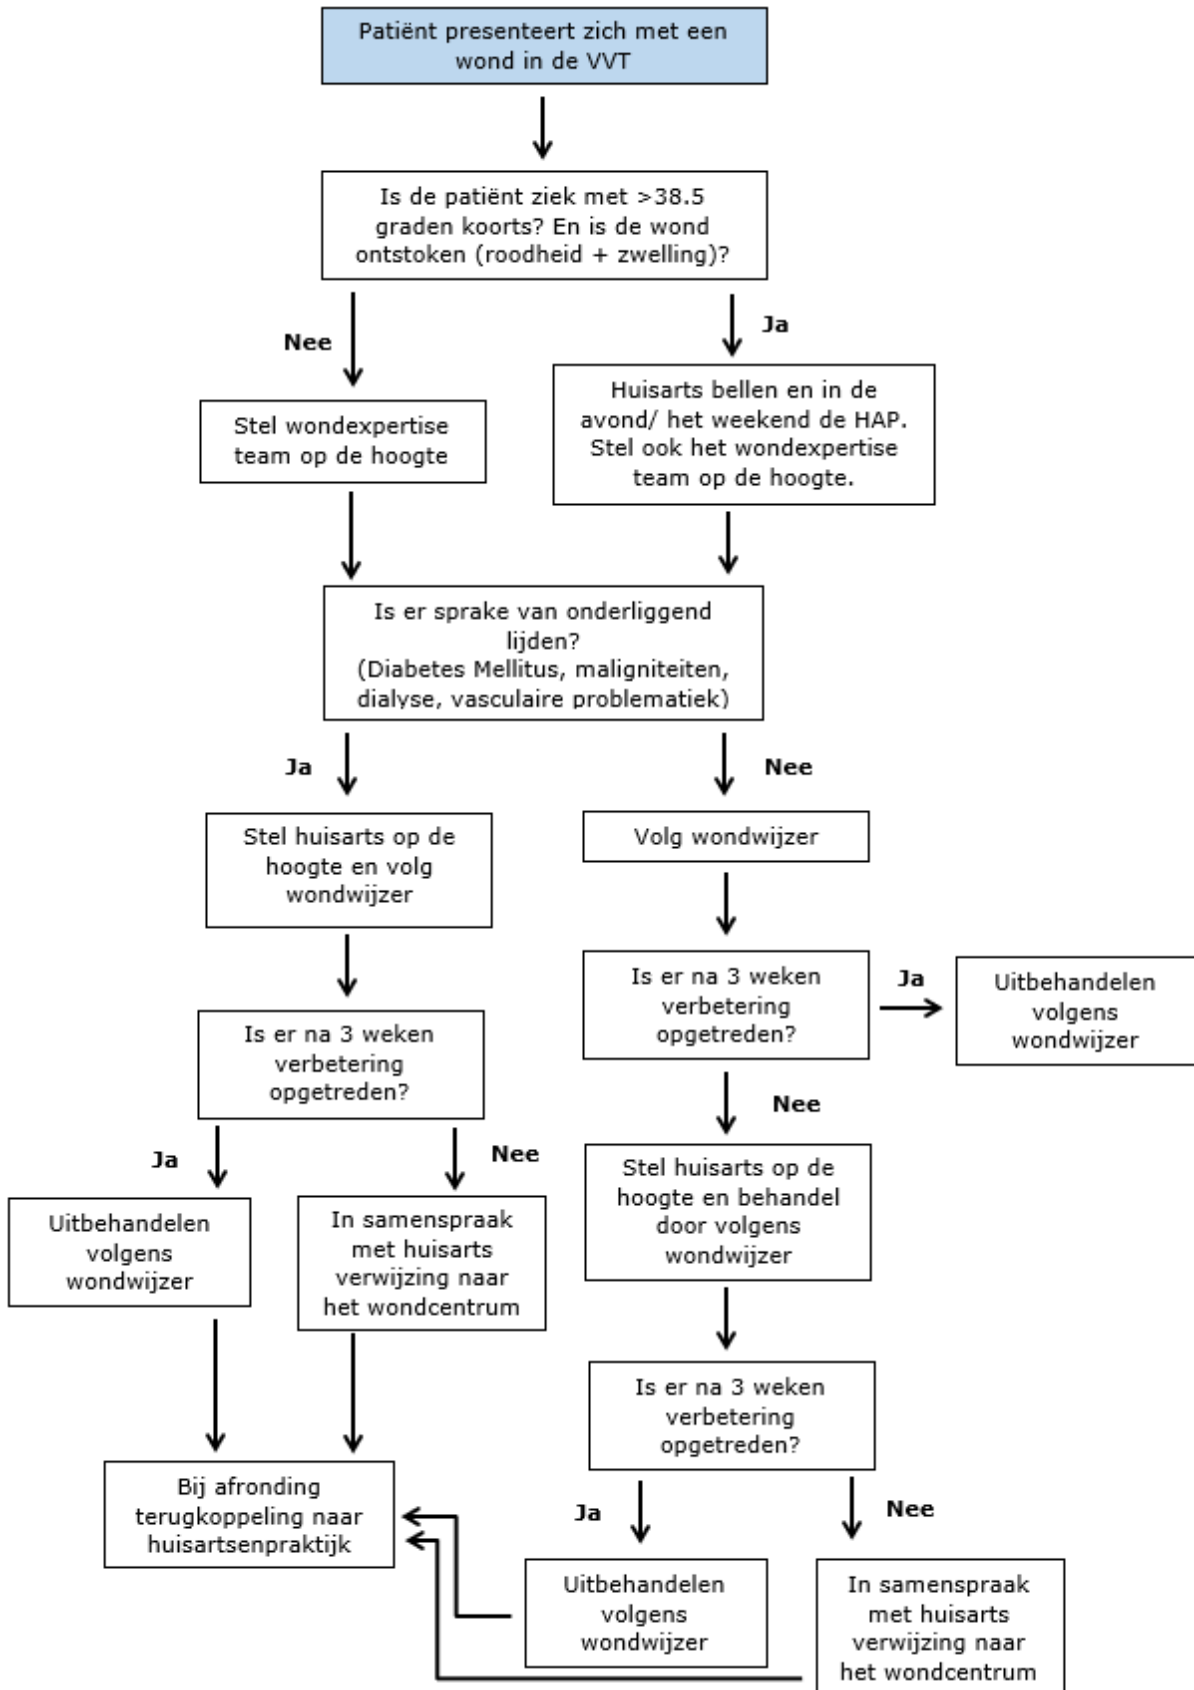 Patiënt presenteert zich met een
wond in de VVT
Is de patiënt ziek met >38.5
graden koorts? En is de wond
ontstoken (roodheid + zwelling)?
Nee
Ja
Stel wondexpertise
team op de hoogte
Huisarts bellen en in de
avond/ het weekend de HAP.
Stel ook het wondexpertise
team op de hoogte.
Is er sprake van onderliggend
lijden?
(Diabetes Mellitus, maligniteiten,
dialyse, vasculaire problematiek)
Ja
Nee
Stel huisarts op de
hoogte en volg
wondwijzer
Volg wondwijzer
Is er na 3 weken
verbetering
opgetreden?
Ja
Uitbehandelen
volgens
wondwijzer
Is er na 3 weken
verbetering
opgetreden?
Nee
Ja
Nee
Stel huisarts op de
hoogte en behandel
door volgens
wondwijzer
Uitbehandelen
volgens
wondwijzer
In samenspraak
met huisarts
verwijzing naar
het wondcentrum
Is er na 3 weken
verbetering
opgetreden?
Bij afronding
terugkoppeling naar
huisartsenpraktijk
Ja
Nee
Uitbehandelen
volgens
wondwijzer
In samenspraak
met huisarts
verwijzing naar
het wondcentrum